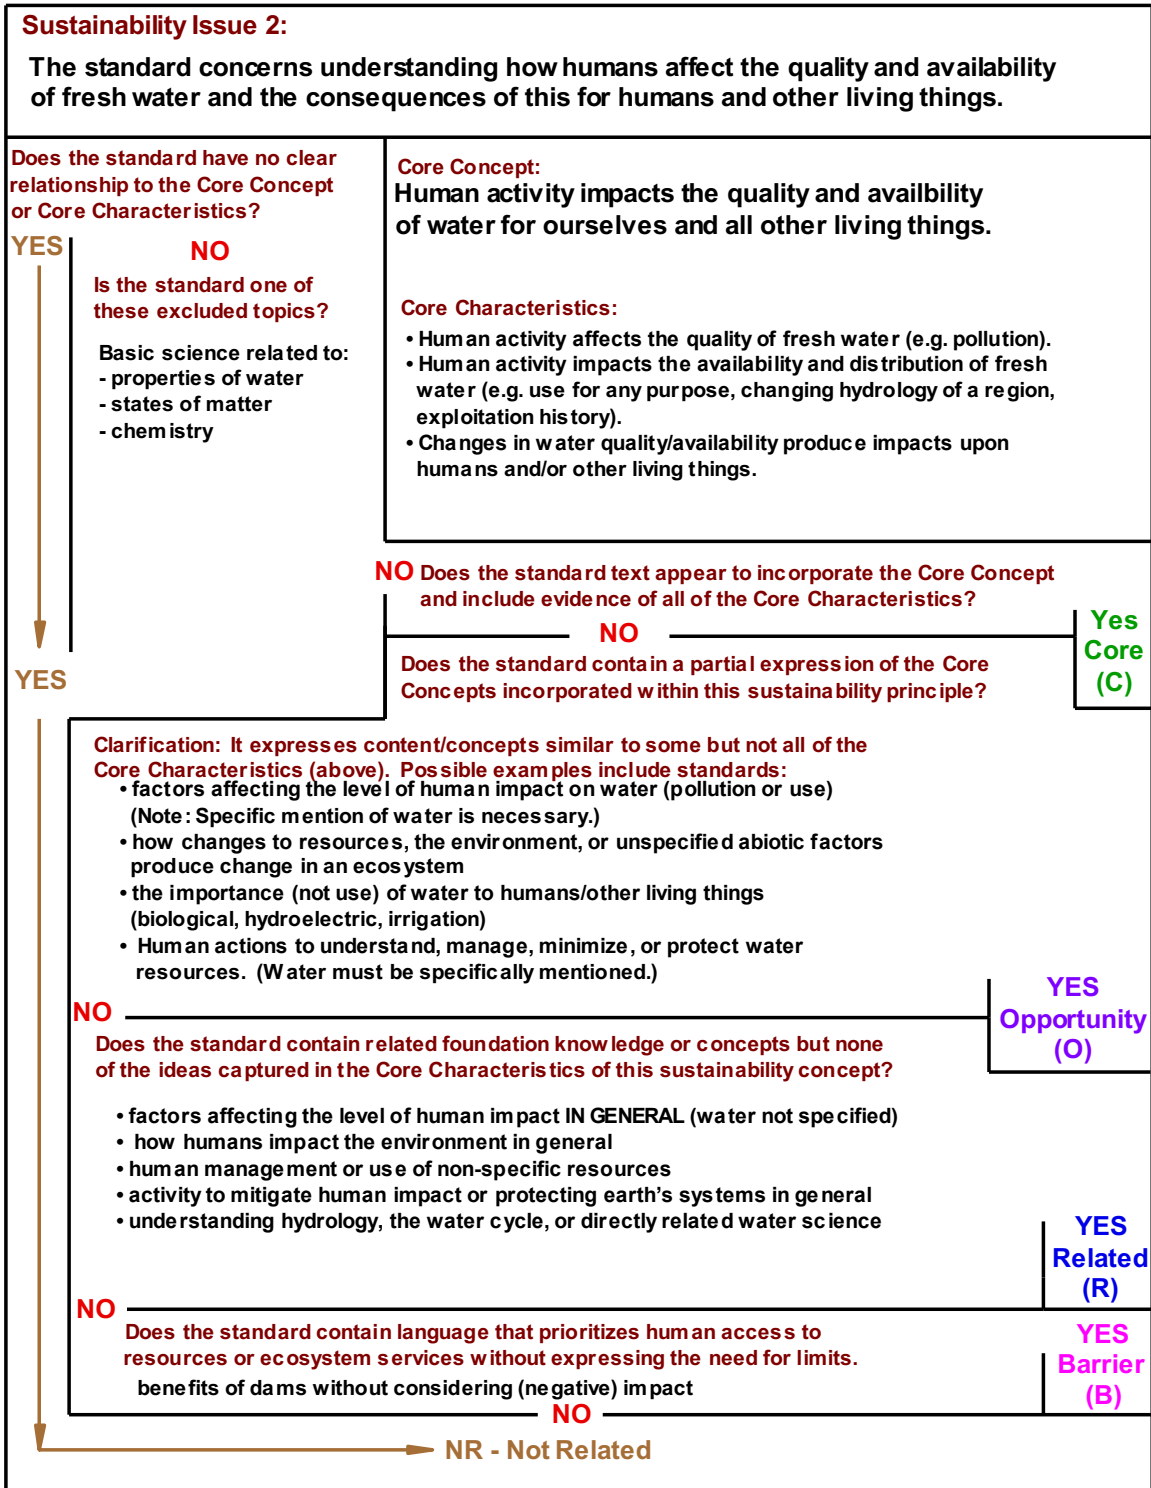 Sustainability Issue 2:
The standard concerns understanding how humans affect the quality and availability
of fresh water and the consequences of this for humans and other living things.
Does the standard have no clear
relationship to the Core Concept
or Core Characteristics?
YES
NO
Is the standard one of
these excluded topics?
Basic science related to:
- properties of water
- states of matter
- chemistry
Core Concept:
Human activity impacts the quality and availbility
of water for ourselves and all other living things.
Core Characteristics:
• Human activity affects the quality of fresh water (e.g. pollution).
• Human activity impacts the availability and distribution of fresh
water (e.g. use for any purpose, changing hydrology of a region,
exploitation history).
• Changes in water quality/availability produce impacts upon
humans and/or other living things.
NO Does the standard text appear to incorporate the Core Concept
and include evidence of all of the Core Characteristics?
NO
Yes
Core
(C)
YES
Does the standard contain a partial expression of the Core
Concepts incorporated within this sustainability principle?
Clarification: It expresses content/concepts similar to some but not all of the
Core Characteristics (above). Possible examples include standards:
• factors affecting the level of human impact on water (pollution or use)
(Note: Specific mention of water is necessary.)
• how changes to resources, the environment, or unspecified abiotic factors
produce change in an ecosystem
• the importance (not use) of water to humans/other living things
(biological, hydroelectric, irrigation)
• Human actions to understand, manage, minimize, or protect water
resources. (Water must be specifically mentioned.)
NO
YES
Opportunity
(O)
Does the standard contain related foundation knowledge or concepts but none
of the ideas captured in the Core Characteristics of this sustainability concept?
• factors affecting the level of human impact IN GENERAL (water not specified)
• how humans impact the environment in general
• human management or use of non-specific resources
• activity to mitigate human impact or protecting earth's systems in general
• understanding hydrology, the water cycle, or directly related water science
YES
Related
(R)
NO
Does the standard contain language that prioritizes human access to
resources or ecosystem services without expressing the need for limits.
benefits of dams without considering (negative) impact
YES
Barrier
(B)
NO
NR - Not Related